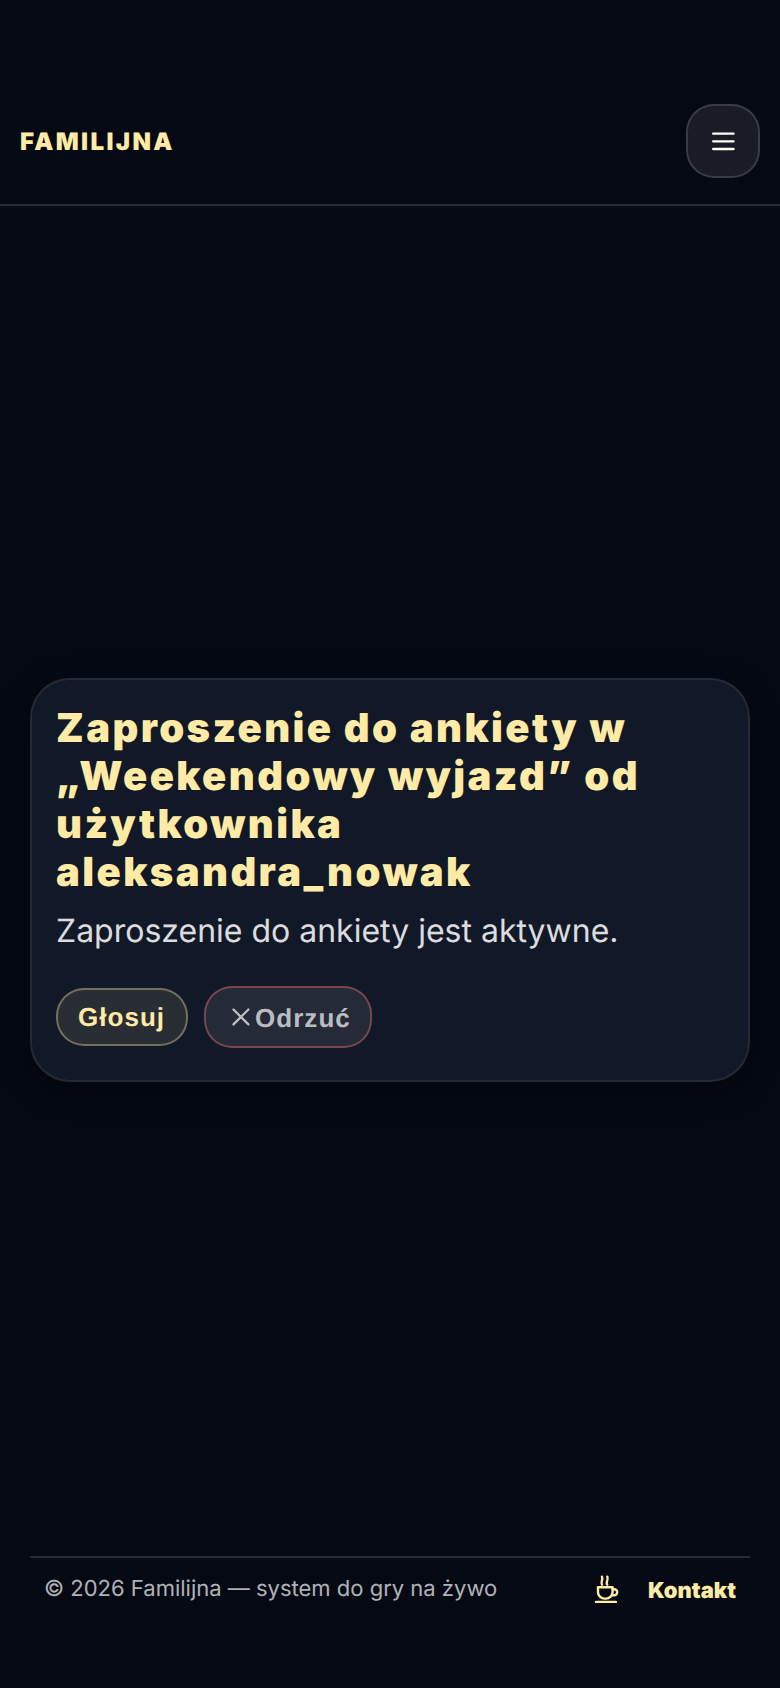 FAMILIJNA
Zaproszenie do ankiety w
„Weekendowy wyjazd” od
użytkownika
aleksandra_nowak
Zaproszenie do ankiety jest aktywne.
Głosuj
Odrzuć
© 2026 Familijna — system do gry na żywo
Kontakt